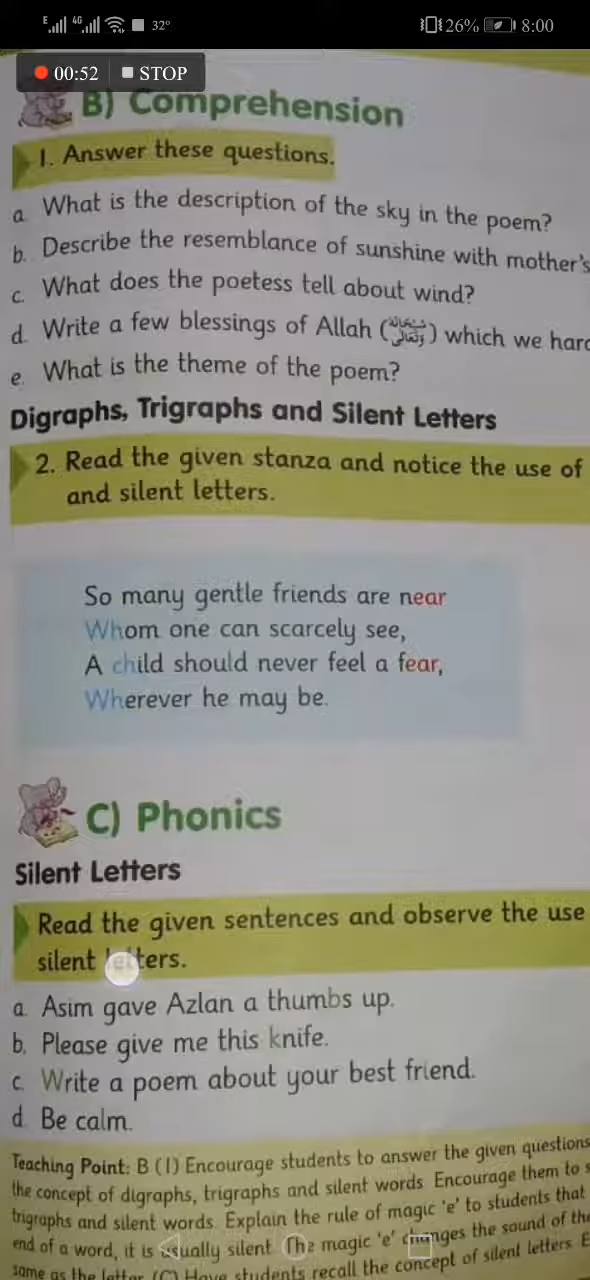 E 4G 32° 26% 8:00
00:52 STOP
B) Comprehension
1. Answer these questions.
a. What is the description of the sky in the poem?
b. Describe the resemblance of sunshine with mother's
c. What does the poetess tell about wind?
d. Write a few blessings of Allah (سُبْحَانَهُ وَتَعَالَىٰ) which we hard
e. What is the theme of the poem?
Digraphs, Trigraphs and Silent Letters
2. Read the given stanza and notice the use of
and silent letters.
So many gentle friends are near
Whom one can scarcely see,
A child should never feel a fear,
Wherever he may be.
C) Phonics
Silent Letters
Read the given sentences and observe the use
silent letters.
a. Asim gave Azlan a thumbs up.
b. Please give me this knife.
c. Write a poem about your best friend.
d. Be calm.
Teaching Point: B (1) Encourage students to answer the given questions
the concept of digraphs, trigraphs and silent words. Encourage them to s
trigraphs and silent words. Explain the rule of magic 'e' to students that
end of a word, it is usually silent. The magic 'e' changes the sound of the
same as the letter. (C) Have students recall the concept of silent letters. E